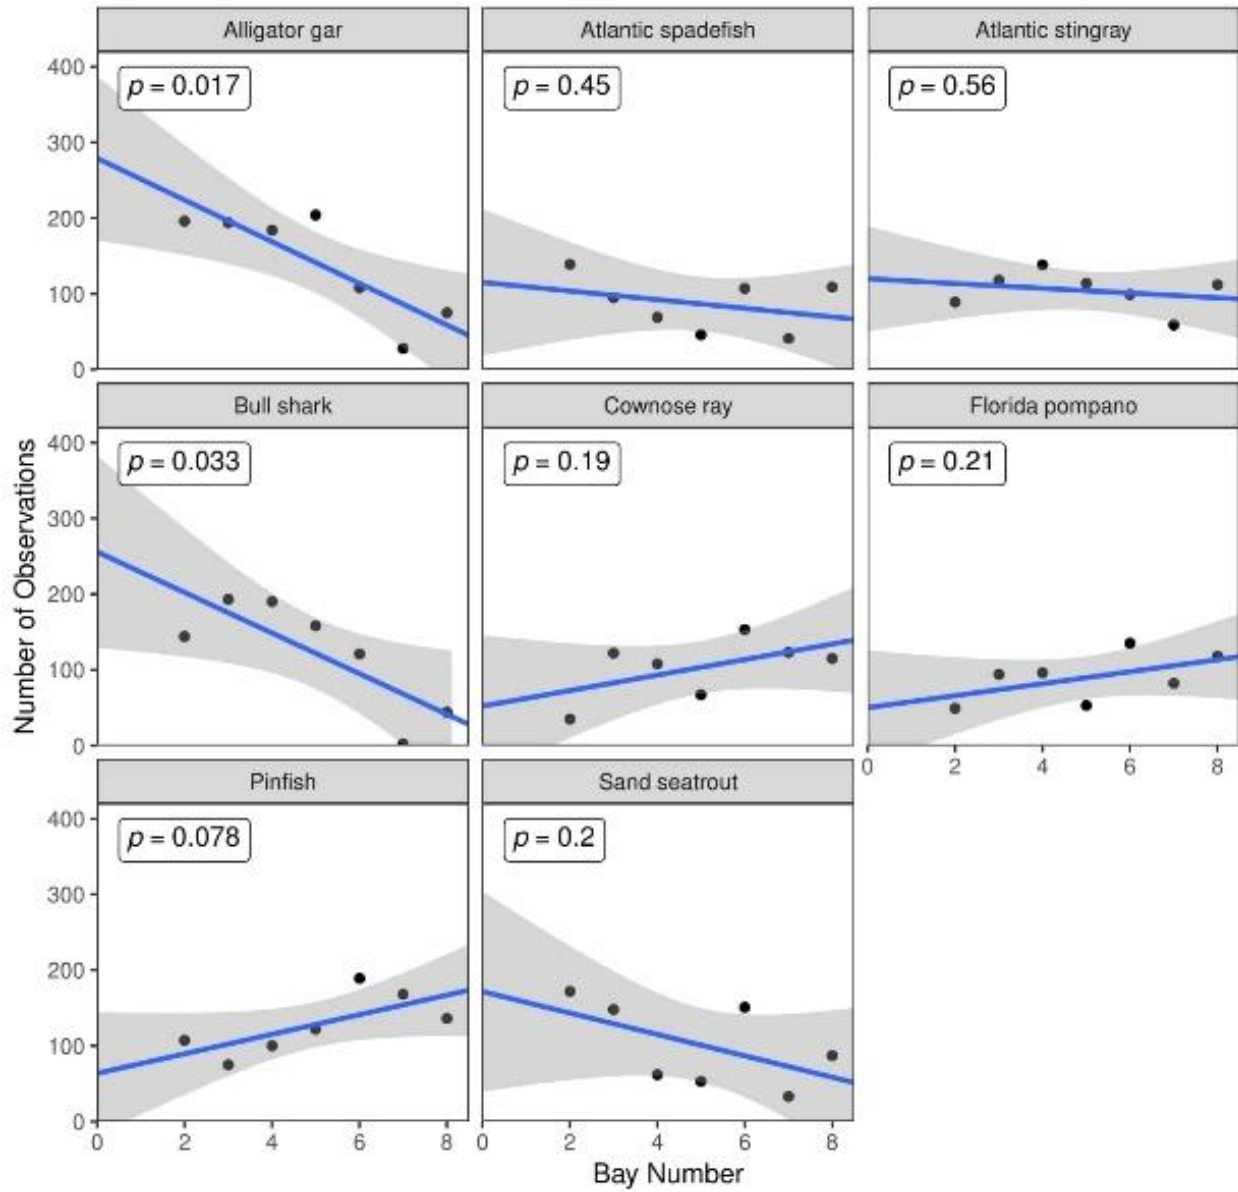 Alligator gar
Atlantic spadefish
Atlantic stingray
400
300
200
100
0
p = 0.017
p = 0.45
p = 0.56
Bull shark
Cownose ray
Florida pompano
400
300
200
100
0
p = 0.033
p = 0.19
p = 0.21
0 2 4 6 8
Number of Observations
Pinfish
Sand seatrout
400
300
200
100
0
p = 0.078
p = 0.2
0 2 4 6 8
0 2 4 6 8
Bay Number